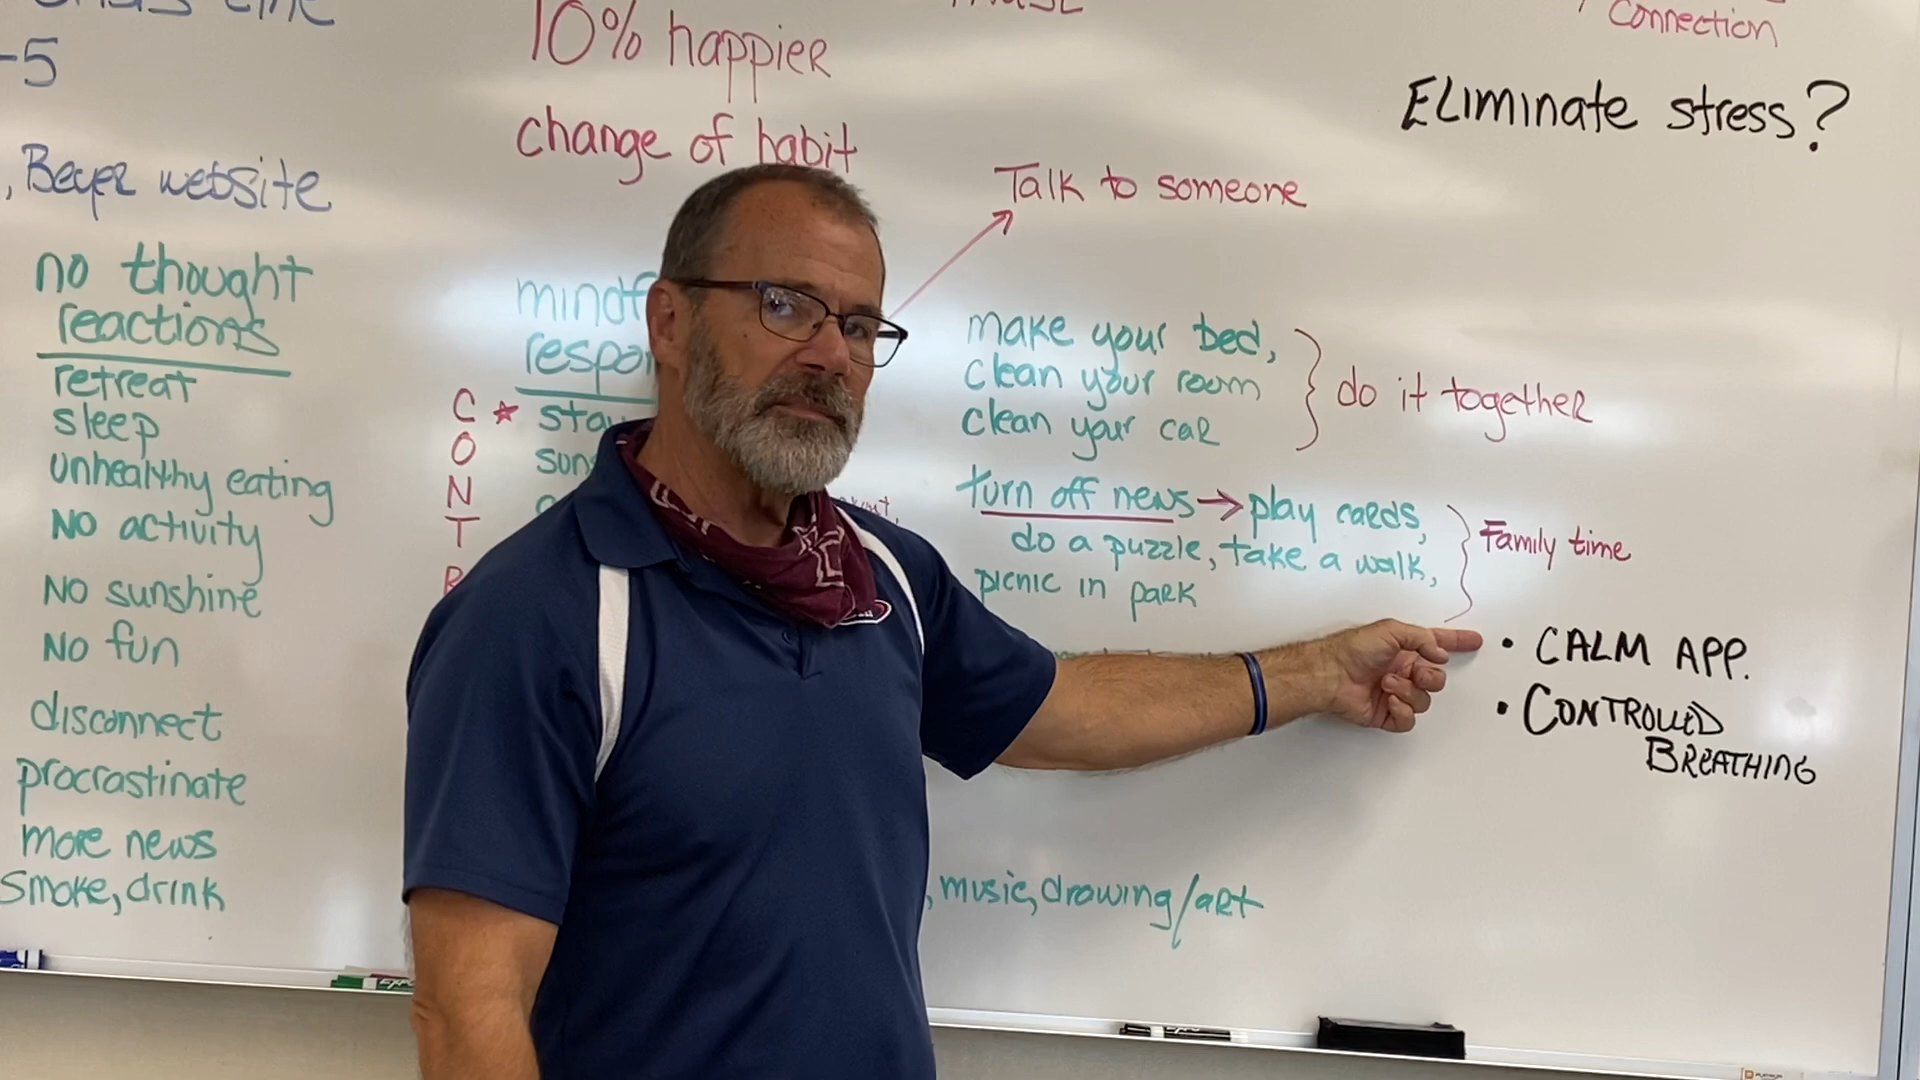 -5
, Beyer website
no thought
reactions
retreat
sleep
unhealthy eating
NO activity
NO sunshine
NO fun
disconnect
procrastinate
more news
Smoke, drink
10% happier
change of habit
C
O
N
T
R
Talk to someone
make your bed,
clean your room
clean your car
do it together
turn off news → play cards,
do a puzzle, take a walk,
picnic in park
Family time
, music, drawing/art
Connection
ELiminate stress?
• CALM APP.
• CONTROLLED
BREATHING